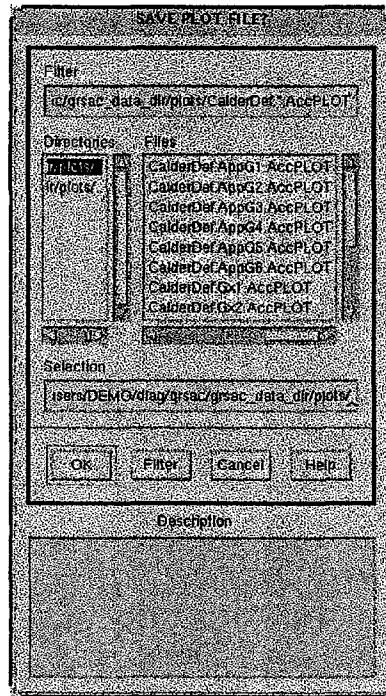 SAVE PLOT FILE?
Filter
ic/grsac_data_dir/plots/CalderDef.*.AccPLOT
Directories
Files
lr/plots/
CalderDef.AppG1.AccPLOT
CalderDef.AppG2.AccPLOT
CalderDef.AppG3.AccPLOT
CalderDef.AppG4.AccPLOT
CalderDef.AppG5.AccPLOT
CalderDef.AppG6.AccPLOT
CalderDef.Gx1.AccPLOT
CalderDef.Gx2.AccPLOT
Selection
isers/DEMO/diag/grsac/grsac_data_dir/plots/
OK
Filter
Cancel
Help
Description